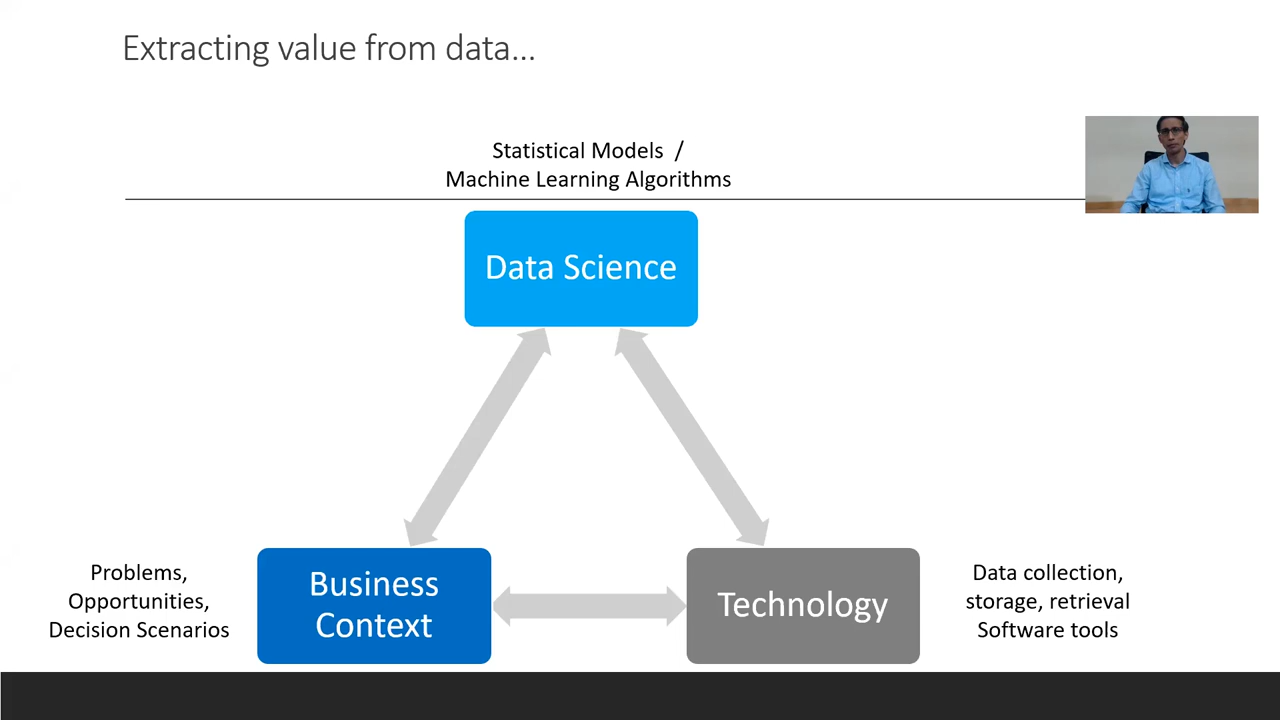 Extracting value from data...
Statistical Models /
Machine Learning Algorithms
Data Science
Problems,
Opportunities,
Decision Scenarios
Business
Context
Technology
Data collection,
storage, retrieval
Software tools